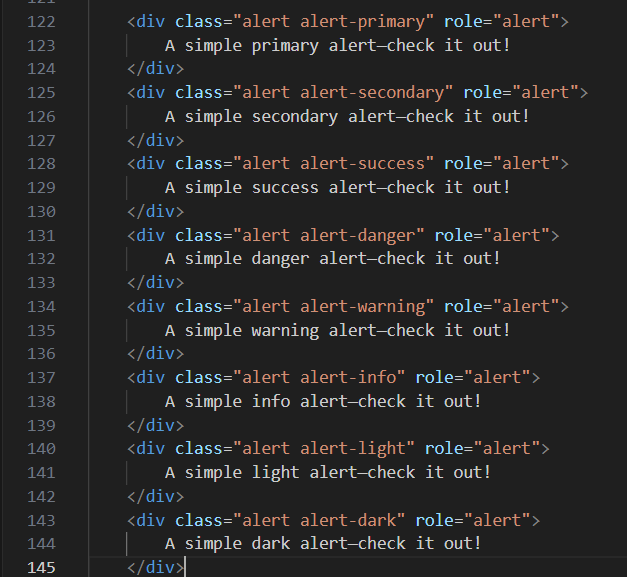 121
122 <div class="alert alert-primary" role="alert">
123 A simple primary alert—check it out!
124 </div>
125 <div class="alert alert-secondary" role="alert">
126 A simple secondary alert—check it out!
127 </div>
128 <div class="alert alert-success" role="alert">
129 A simple success alert—check it out!
130 </div>
131 <div class="alert alert-danger" role="alert">
132 A simple danger alert—check it out!
133 </div>
134 <div class="alert alert-warning" role="alert">
135 A simple warning alert—check it out!
136 </div>
137 <div class="alert alert-info" role="alert">
138 A simple info alert—check it out!
139 </div>
140 <div class="alert alert-light" role="alert">
141 A simple light alert—check it out!
142 </div>
143 <div class="alert alert-dark" role="alert">
144 A simple dark alert—check it out!
145 </div>